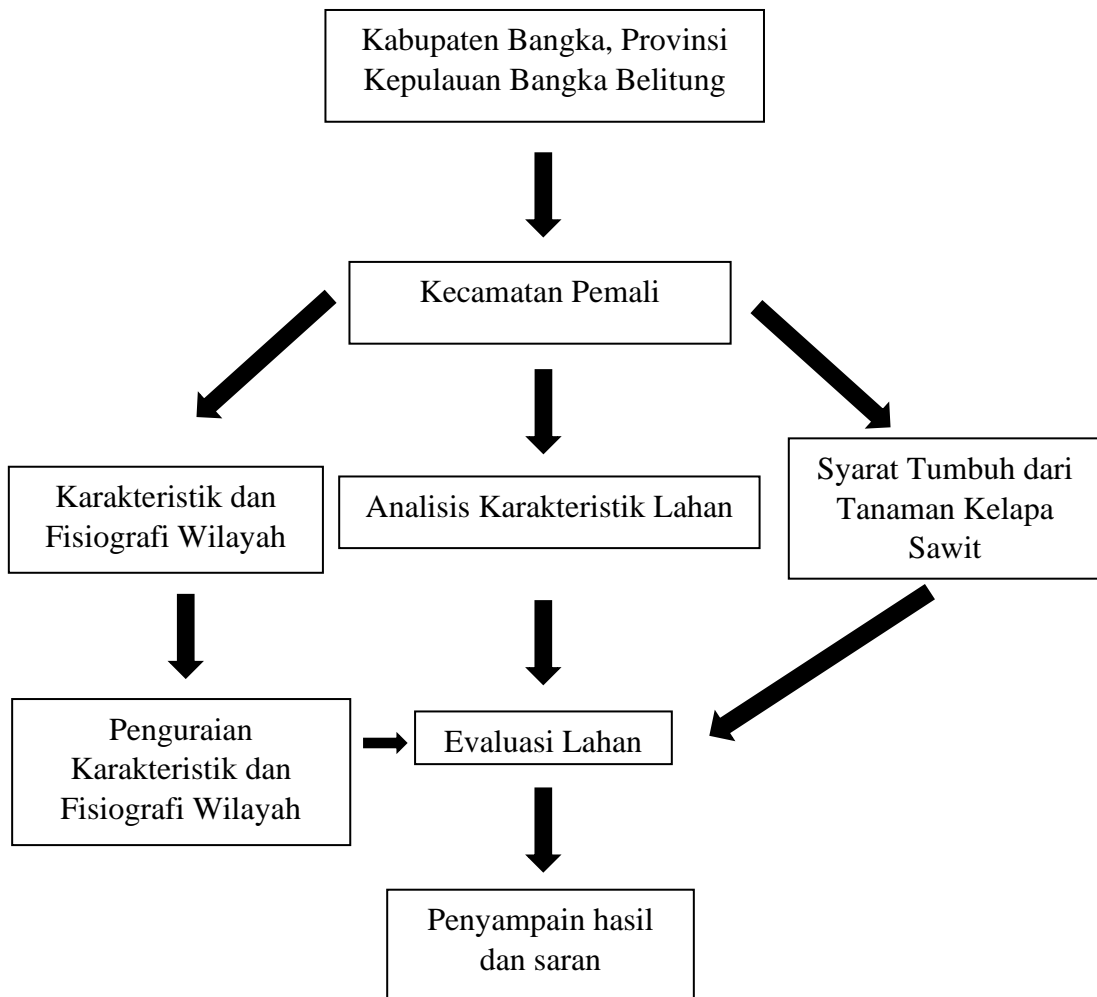 Kabupaten Bangka, Provinsi
Kepulauan Bangka Belitung
Kecamatan Pemali
Karakteristik dan
Fisiografi Wilayah
Analisis Karakteristik Lahan
Syarat Tumbuh dari
Tanaman Kelapa
Sawit
Penguraian
Karakteristik dan
Fisiografi Wilayah
Evaluasi Lahan
Penyampain hasil
dan saran